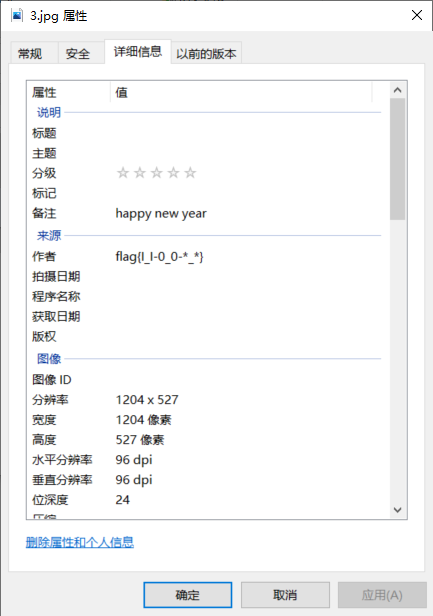 3.jpg 属性
常规 安全 详细信息 以前的版本
属性 值
说明
标题
主题
分级
标记
备注 happy new year
来源
作者 flag{I_I-0_0-*_*}
拍摄日期
程序名称
获取日期
版权
图像
图像 ID
分辨率 1204 x 527
宽度 1204 像素
高度 527 像素
水平分辨率 96 dpi
垂直分辨率 96 dpi
位深度 24
压缩
删除属性和个人信息
确定 取消 应用(A)